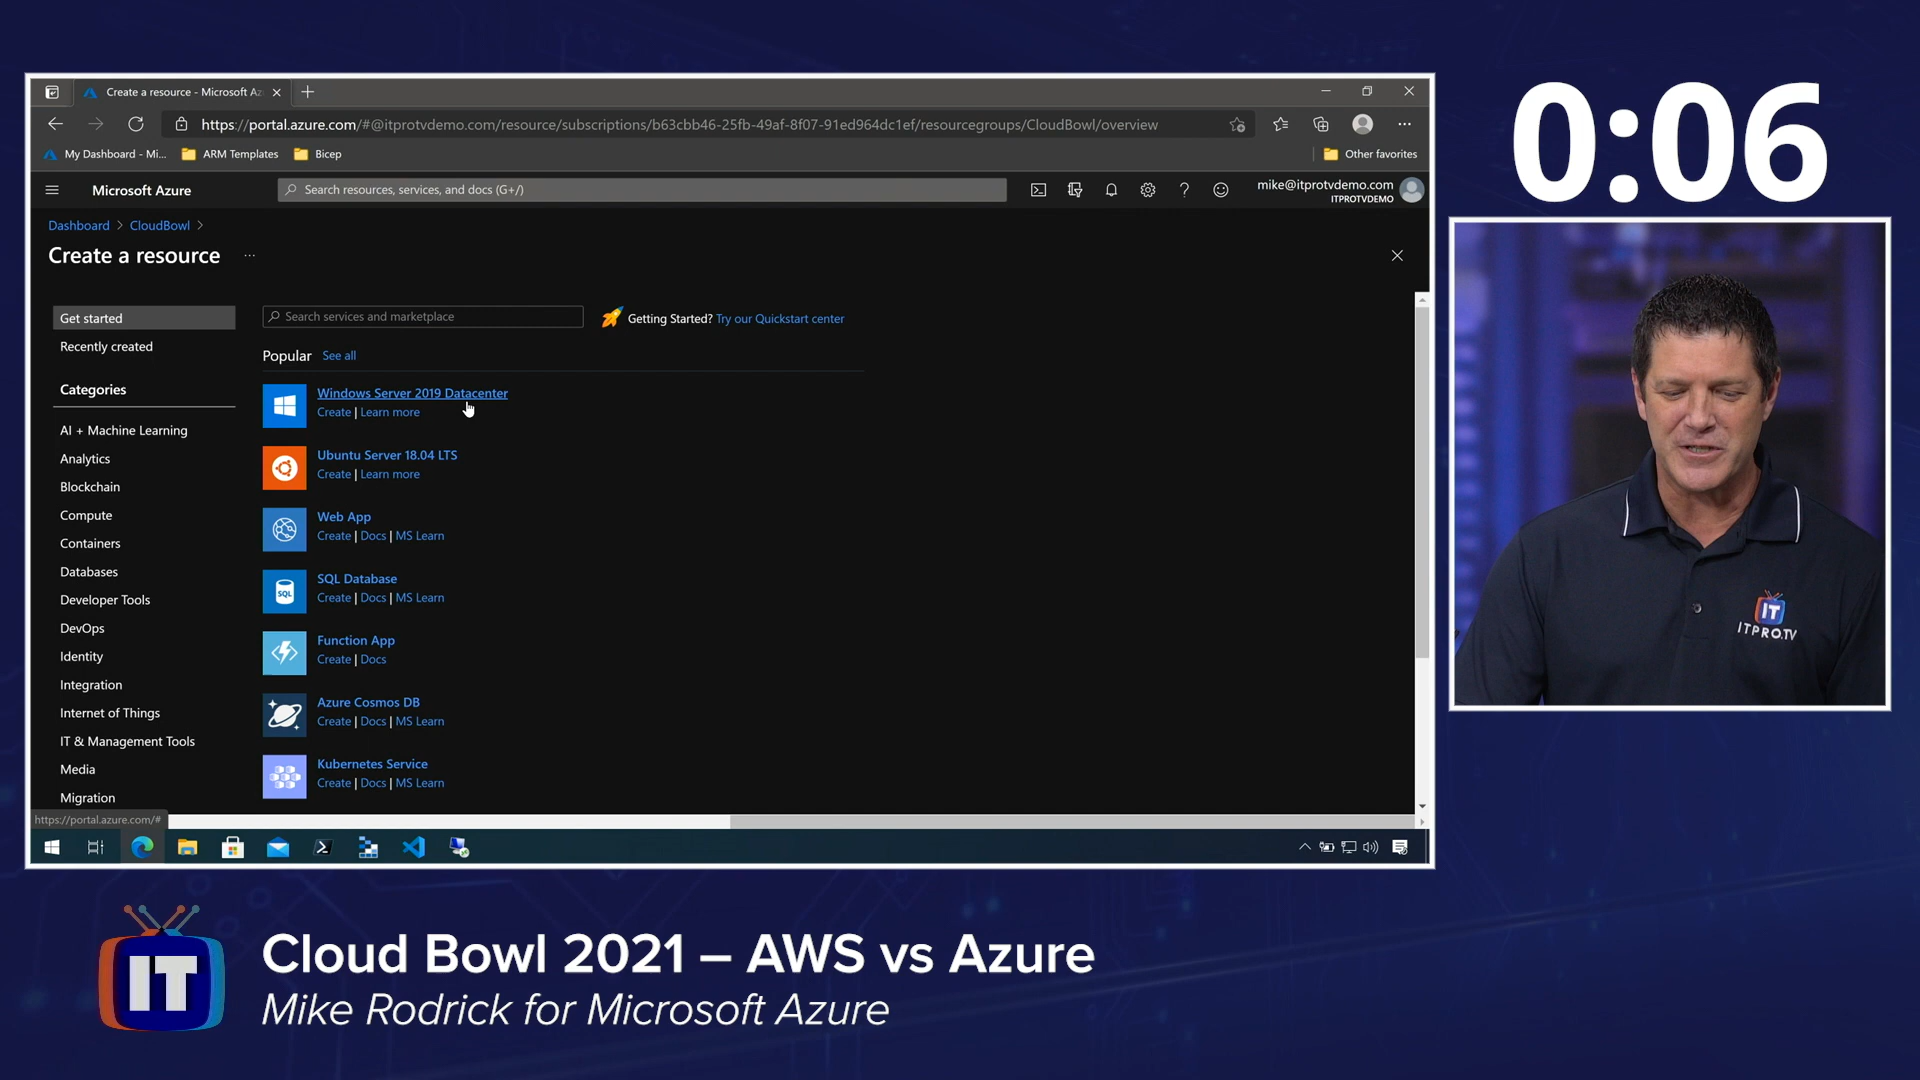 Create a resource - Microsoft Az
https://portal.azure.com/#@itprotvdemo.com/resource/subscriptions/b63cbb46-25fb-49af-8f07-91ed964dc1ef/resourcegroups/CloudBowl/overview
My Dashboard - Mi...
ARM Templates
Bicep
Other favorites
0:06
Microsoft Azure
Search resources, services, and docs (G+/)
mike@itprotvdemo.com
ITPROTVDEMO
Dashboard > CloudBowl >
Create a resource ...
Get started
Recently created
Categories
AI + Machine Learning
Analytics
Blockchain
Compute
Containers
Databases
Developer Tools
DevOps
Identity
Integration
Internet of Things
IT & Management Tools
Media
Migration
Search services and marketplace
Getting Started? Try our Quickstart center
Popular See all
Windows Server 2019 Datacenter
Create | Learn more
Ubuntu Server 18.04 LTS
Create | Learn more
Web App
Create | Docs | MS Learn
SQL
SQL Database
Create | Docs | MS Learn
Function App
Create | Docs
Azure Cosmos DB
Create | Docs | MS Learn
Kubernetes Service
Create | Docs | MS Learn
https://portal.azure.com/#
IT
ITPRO.TV
IT
Cloud Bowl 2021 – AWS vs Azure
Mike Rodrick for Microsoft Azure